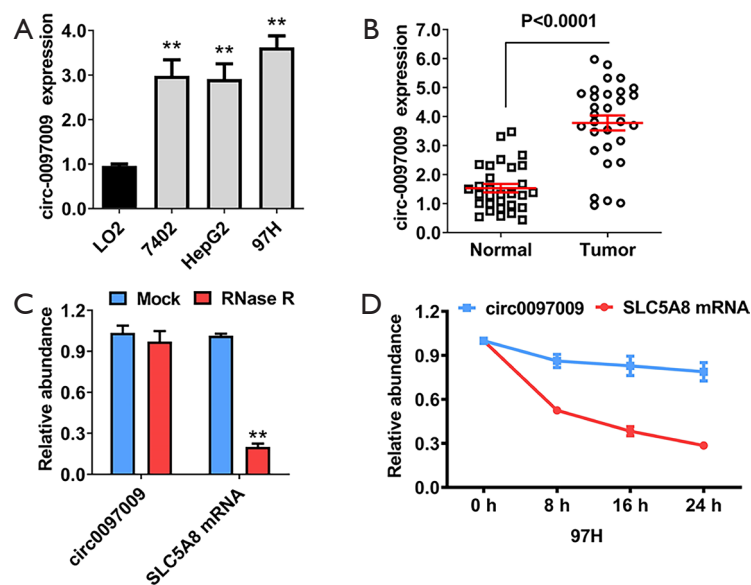 A
circ-0097009 expression
4.0
3.0
2.0
1.0
0.0
**
**
**
LO2
7402
HepG2
97H
B
circ-0097009 expression
7.0
6.0
5.0
4.0
3.0
2.0
1.0
0.0
P<0.0001
Normal
Tumor
C
Mock
RNase R
Relative abundance
1.2
0.9
0.6
0.3
0.0
**
circ0097009
SLC5A8 mRNA
D
circ0097009
SLC5A8 mRNA
Relative abundance
1.2
0.9
0.6
0.3
0.0
0 h
8 h
16 h
24 h
97H